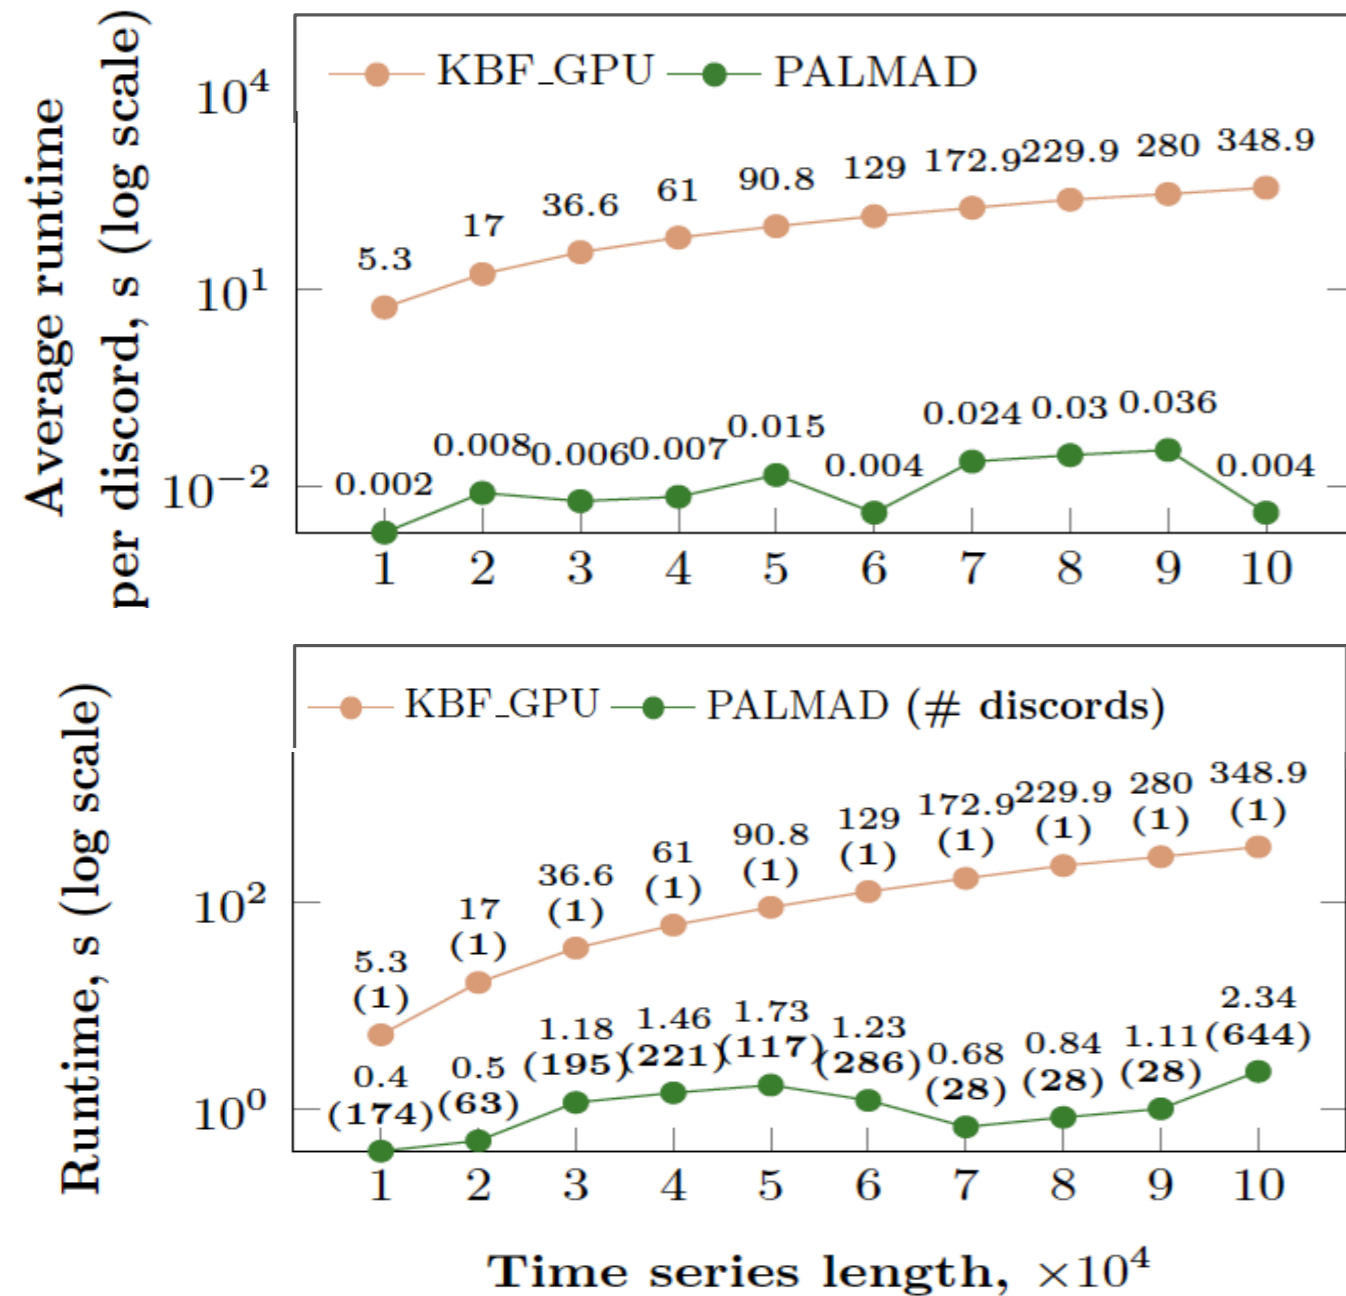 Average runtime
per discord, s (log scale)
KBF_GPU PALMAD
10^4
10^1
10^−2
5.3 17 36.6 61 90.8 129 172.9 229.9 280 348.9
0.002 0.008 0.006 0.007 0.015 0.004 0.024 0.03 0.036 0.004
1 2 3 4 5 6 7 8 9 10
Runtime, s (log scale)
KBF_GPU PALMAD (# discords)
10^2
10^0
5.3 17 36.6 61 90.8 129 172.9 229.9 280 348.9
(1) (1) (1) (1) (1) (1) (1) (1) (1) (1)
0.4 0.5 1.18 1.46 1.73 1.23 0.68 0.84 1.11 2.34
(174) (63) (195) (221) (117) (286) (28) (28) (28) (644)
1 2 3 4 5 6 7 8 9 10
Time series length, ×10^4